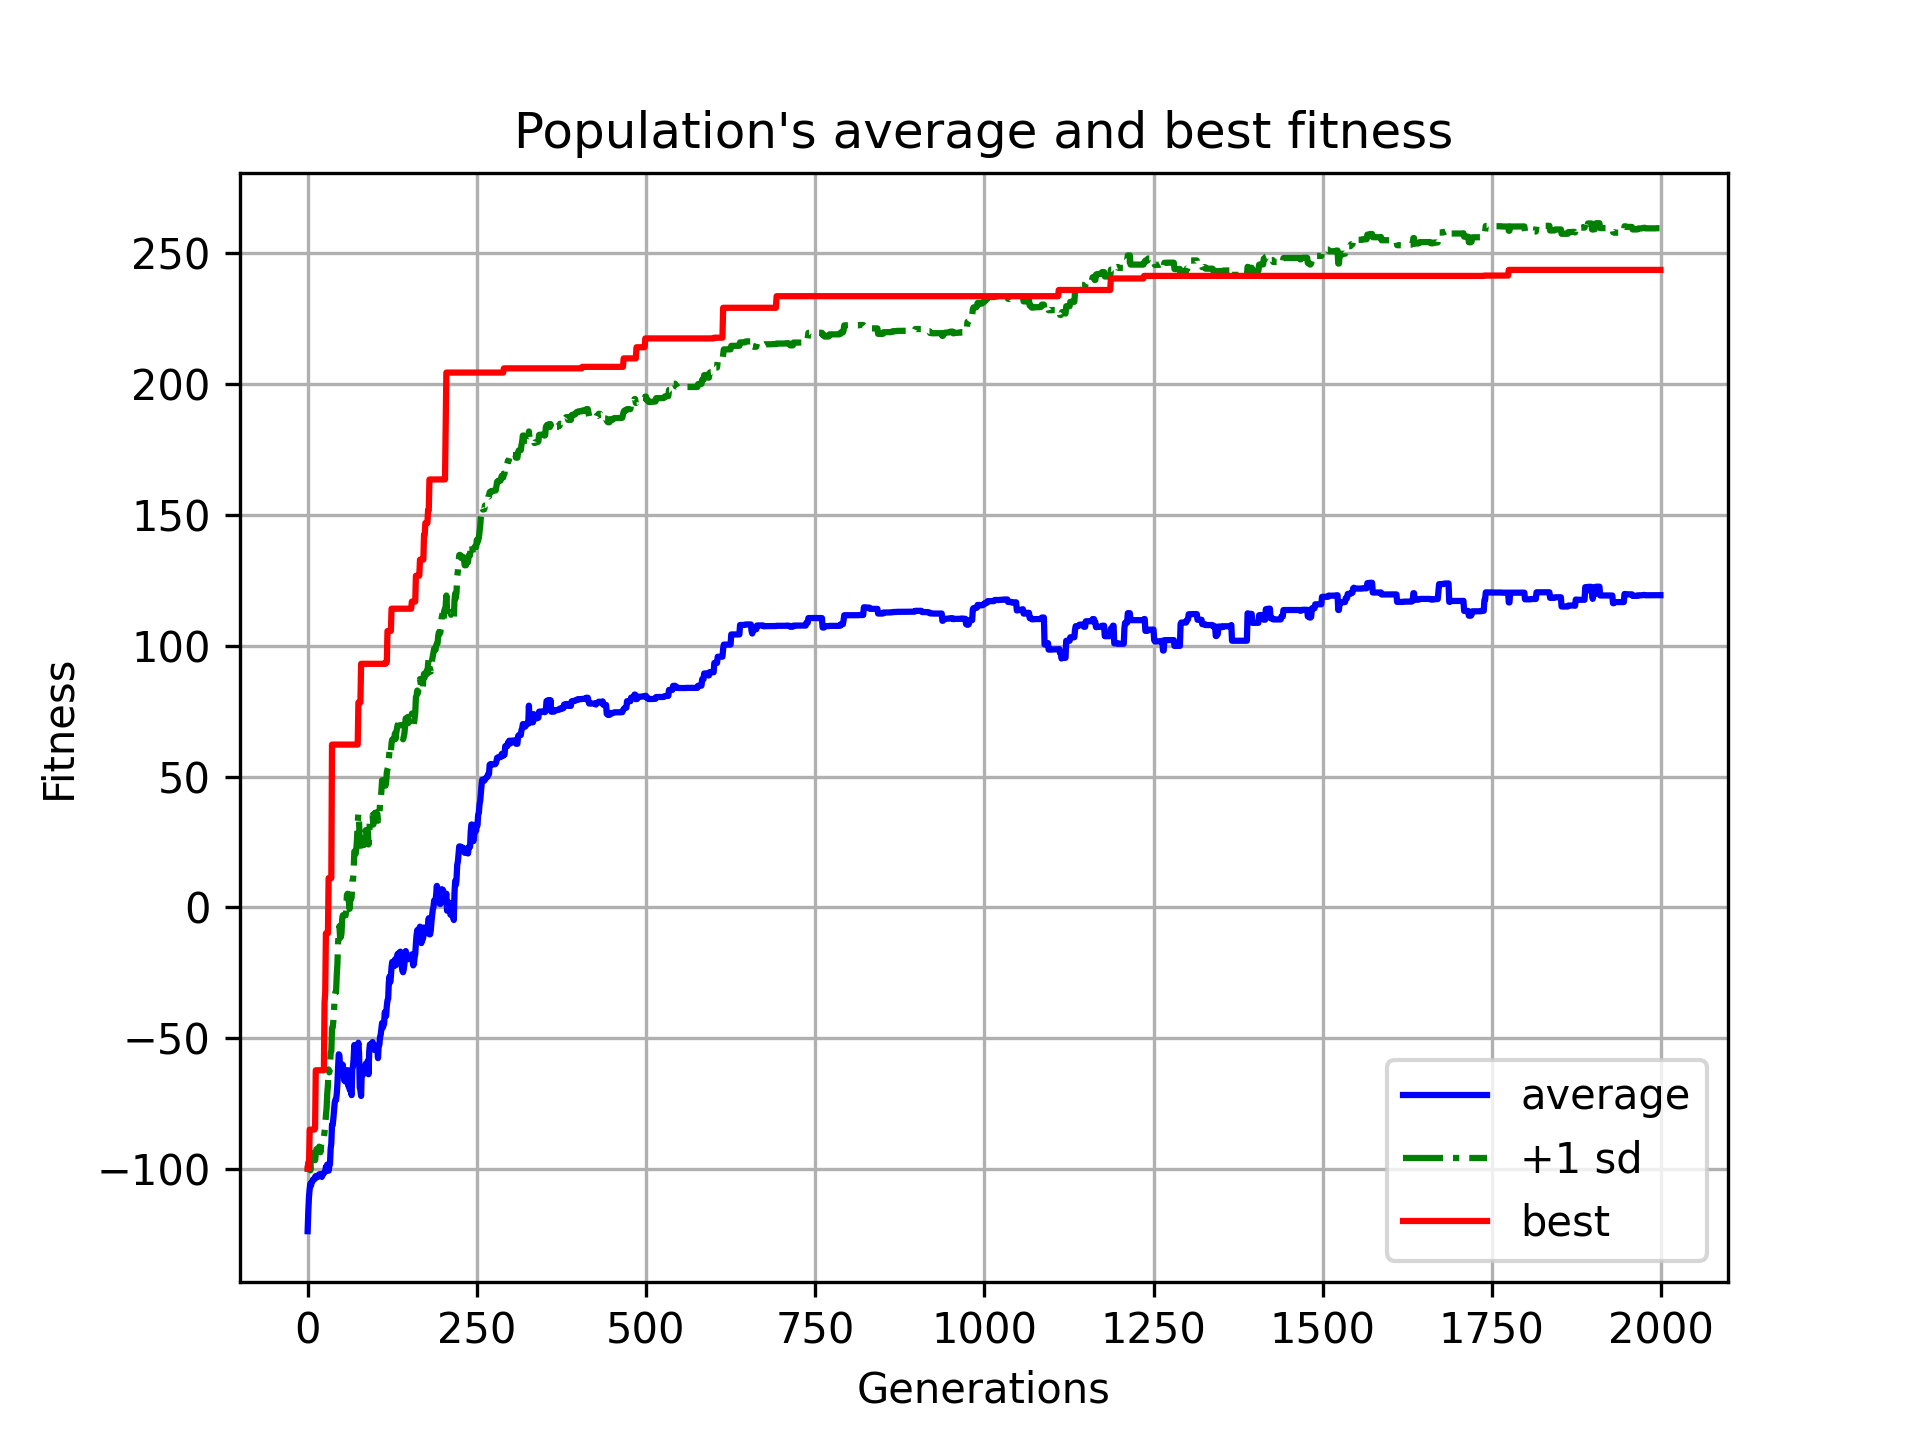 Population's average and best fitness
Fitness
250
200
150
100
50
0
−50
−100
average
+1 sd
best
0 250 500 750 1000 1250 1500 1750 2000
Generations